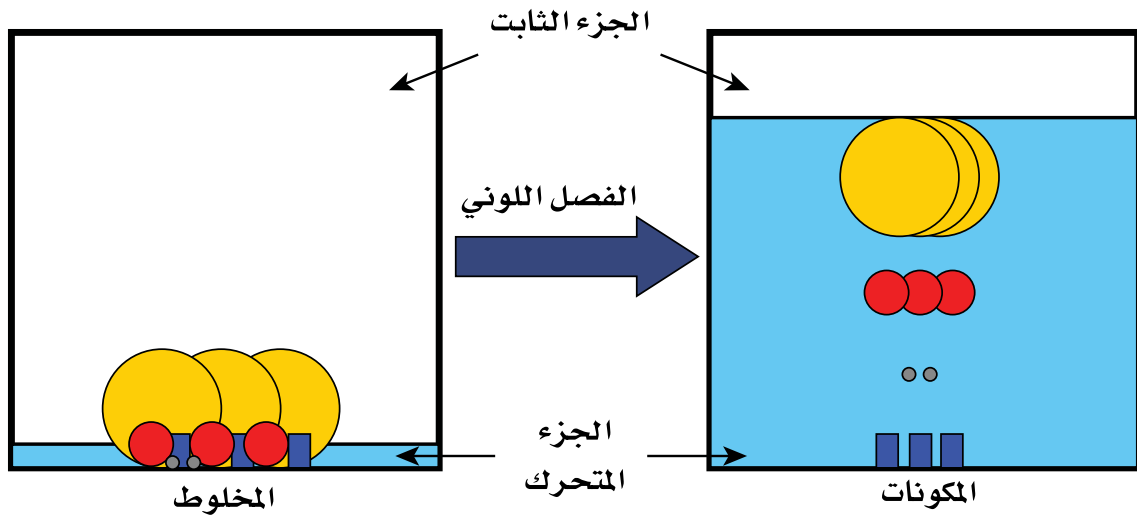 الجزء الثابت
الفصل اللوني
الجزء
المتحرك
المخلوط
المكونات